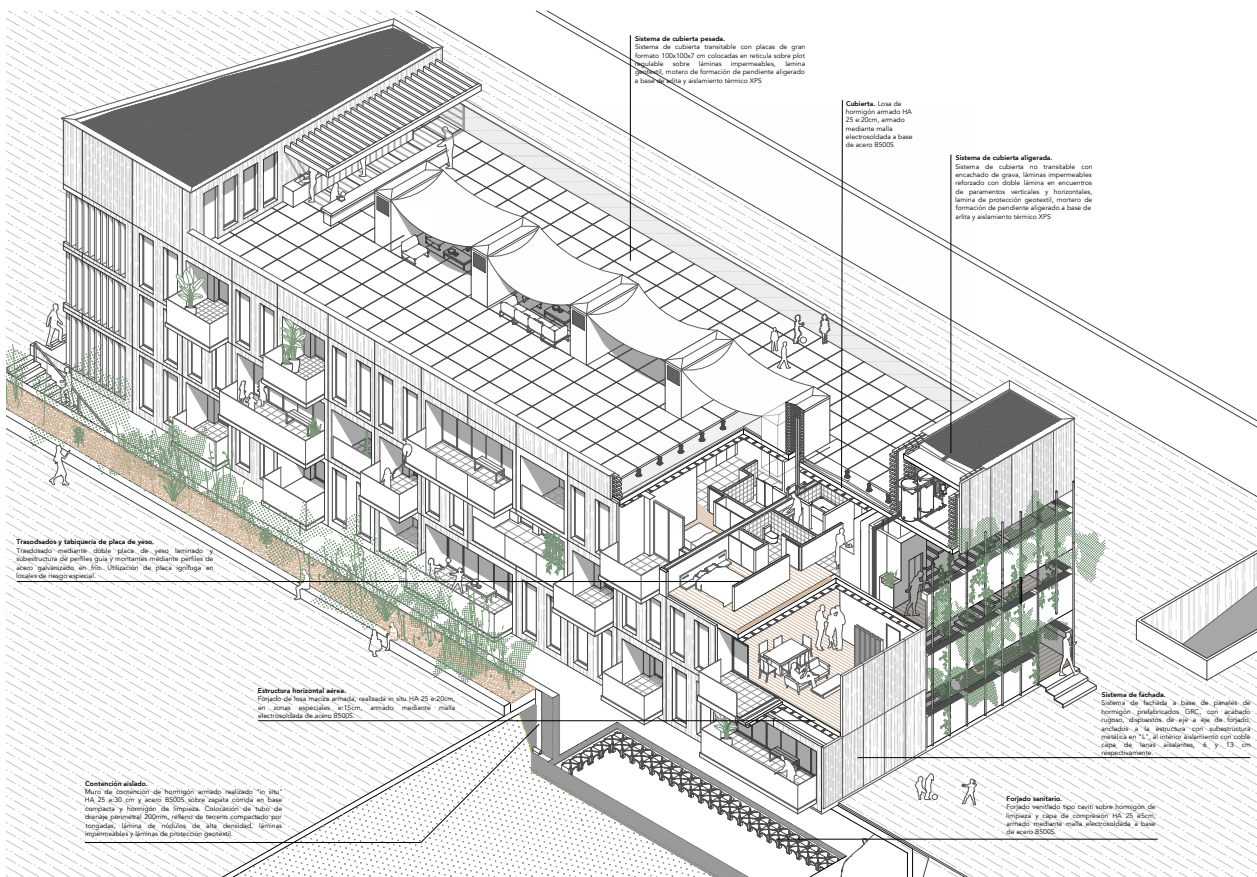 Sistema de cubierta pesada.
Sistema de cubierta transitable con placas de gran
formato 100x100x7 cm colocadas en reticula sobre plot
regulable sobre láminas impermeables, lamina
geotextil, motero de formación de pendiente aligerado
a base de arlita y aislamiento térmico XPS
Cubierta. Losa de
hormigón armado HA
25 e:20cm, armado
mediante malla
electrosoldada a base
de acero B500S
Sistema de cubierta aligerada.
Sistema de cubierta no transitable con
encachado de grava, láminas impermeables
reforzado con doble lámina en encuentros
de paramentos verticales y horizontales,
lamina de protección geotextil, mortero de
formación de pendiente aligerado a base de
arlita y aislamiento térmico XPS
Trasodsados y tabiquería de placa de yeso.
Trasdosado mediante doble placa de yeso laminado y
subestructura de perfiles guía y montantes mediante perfiles de
acero galvanizado en frío. Utilización de placa ignífuga en
locales de riesgo especial.
Estructura horizontal aérea.
Forjado de losa maciza armada, realizada in situ HA 25 e:20cm,
en zonas especiales e:15cm, armado mediante malla
electrosoldada de acero B500S.
Sistema de fachada.
Sistema de fachada a base de paneles de
hormigón prefabricados GRC, con acabado
rugoso, dispuestos de eje a eje de forjado,
anclados a la estructura con subestructura
metálica en "L", al interior aislamiento con coble
capa de lanas aisalantes, 6 y 13 cm
respectivamente.
Contención aislado.
Muro de contención de hormigón armado realizado "in situ"
HA 25 e:30 cm y acero B500S sobre zapata corrida en base
compacta y hormigón de limpieza. Colocación de tubo de
drenaje perimetral 200mm, relleno de terreno compactado por
tongadas, lámina de nódulos de alta densidad, láminas
impermeables y láminas de protección geotextil.
Forjado sanitario.
Forjado ventilado tipo caviti sobre hormigón de
limpieza y capa de compresión HA 25 e5cm,
armado mediante malla electrosoldada a base
de acero B500S.